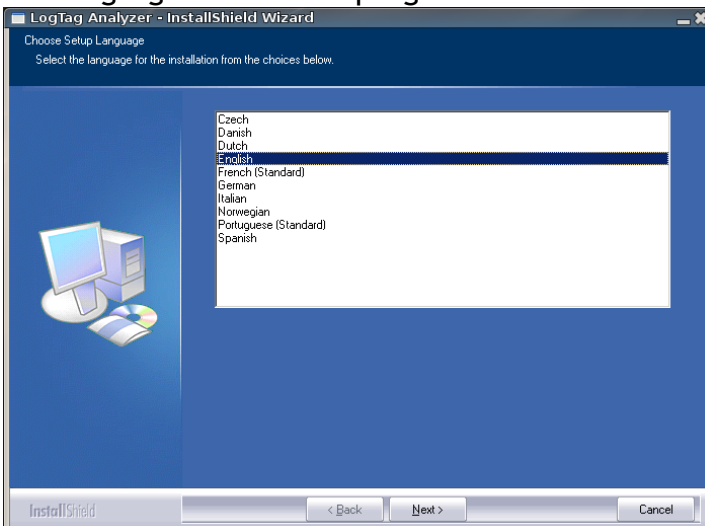 LogTag Analyzer - InstallShield Wizard
Choose Setup Language
Select the language for the installation from the choices below.
Czech
Danish
Dutch
English
French (Standard)
German
Italian
Norwegian
Portuguese (Standard)
Spanish
InstallShield
< Back
Next >
Cancel